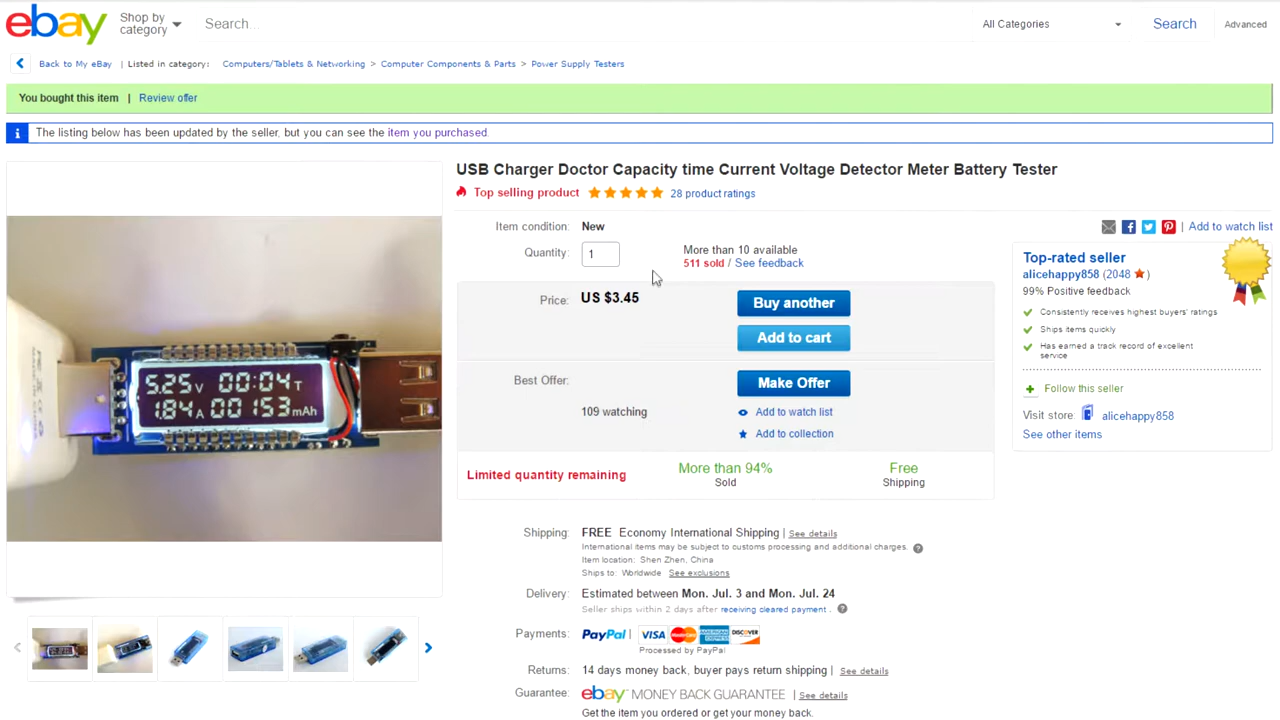 ebay
Shop by category
Search...
All Categories
Search
Advanced
Back to My eBay | Listed in category: Computers/Tablets & Networking > Computer Components & Parts > Power Supply Testers
You bought this item | Review offer
i The listing below has been updated by the seller, but you can see the item you purchased.
USB Charger Doctor Capacity time Current Voltage Detector Meter Battery Tester
Top selling product 28 product ratings
Item condition: New
Quantity: 1
More than 10 available
511 sold / See feedback
Price: US $3.45
Buy another
Add to cart
Best Offer:
Make Offer
109 watching
Add to watch list
Add to collection
Limited quantity remaining
More than 94%
Sold
Free
Shipping
Shipping: FREE Economy International Shipping | See details
International items may be subject to customs processing and additional charges. ?
Item location: Shen Zhen, China
Ships to: Worldwide See exclusions
Delivery: Estimated between Mon. Jul. 3 and Mon. Jul. 24
Seller ships within 2 days after receiving cleared payment. ?
Payments: PayPal | VISA MasterCard AMERICAN EXPRESS DISCOVER
Processed by PayPal
Returns: 14 days money back, buyer pays return shipping | See details
Guarantee: ebay MONEY BACK GUARANTEE | See details
Get the item you ordered or get your money back.
| Add to watch list
Top-rated seller
alicehappy858 (2048 )
99% Positive feedback
Consistently receives highest buyers' ratings
Ships items quickly
Has earned a track record of excellent
service
Follow this seller
Visit store: alicehappy858
See other items
5.25V 00:04T
1.84A 00153mAh